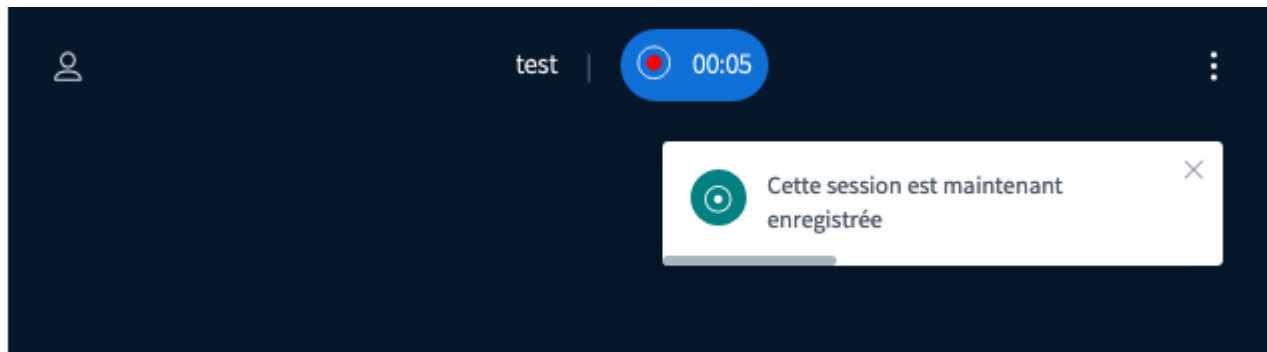 test | 00:05
Cette session est maintenant
enregistrée